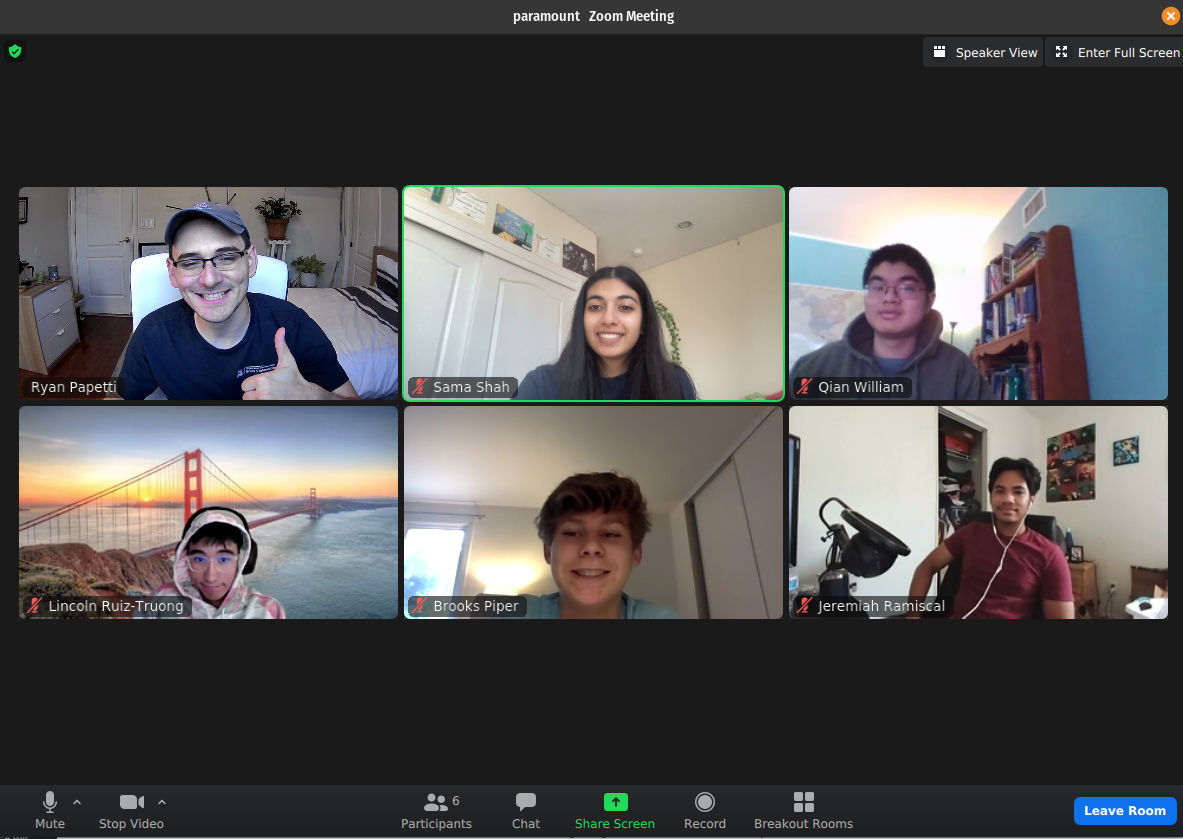 paramount Zoom Meeting
Speaker View
Enter Full Screen
Ryan Papetti
Sama Shah
Qian William
Lincoln Ruiz-Truong
Brooks Piper
Jeremiah Ramiscal
Mute
Stop Video
6
Participants
Chat
Share Screen
Record
Breakout Rooms
Leave Room